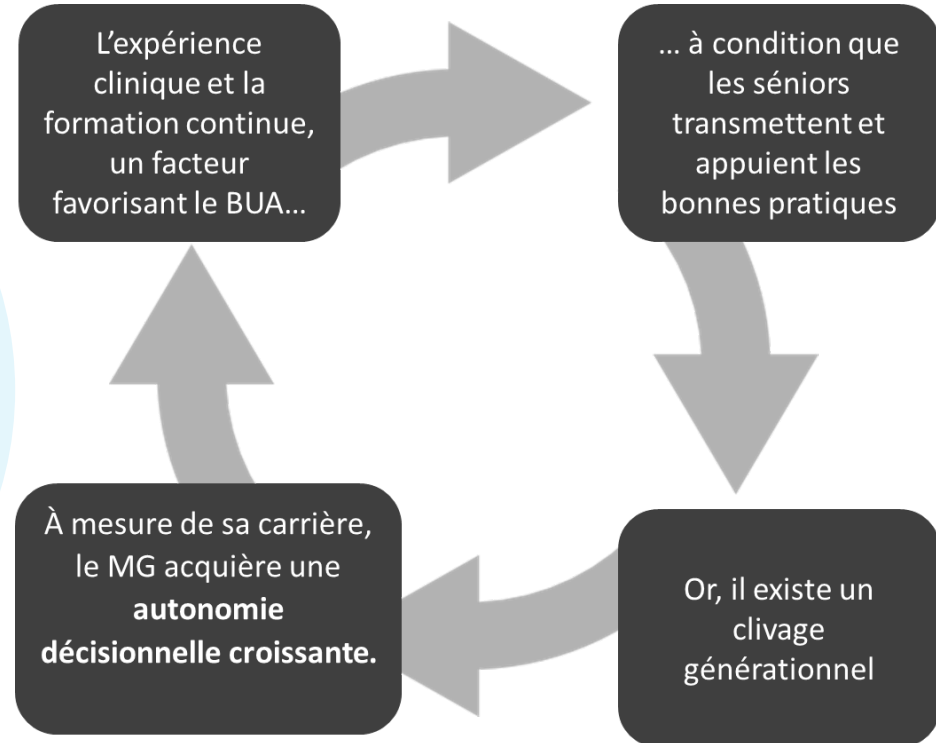 L'expérience
clinique et la
formation continue,
un facteur
favorisant le BUA...
... à condition que
les séniors
transmettent et
appuient les
bonnes pratiques
Or, il existe un
clivage
générationnel
À mesure de sa carrière,
le MG acquière une
autonomie
décisionnelle croissante.